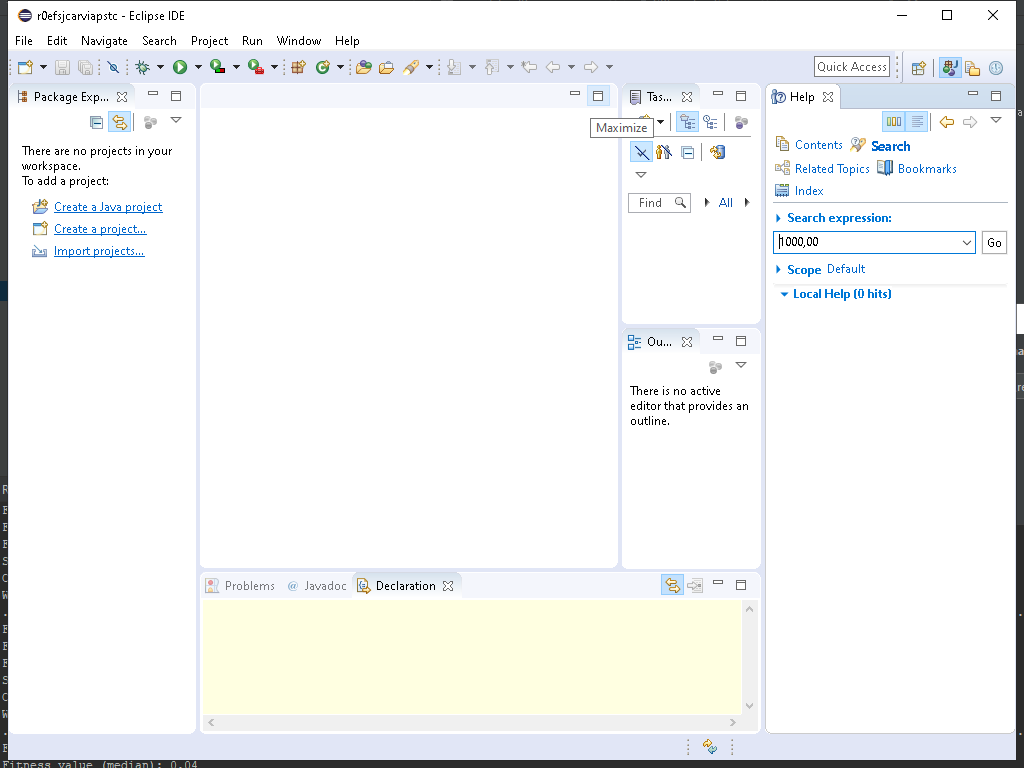 r0efsjcarviapstc - Eclipse IDE
File Edit Navigate Search Project Run Window Help
Quick Access
Package Exp...
There are no projects in your
workspace.
To add a project:
Create a Java project
Create a project...
Import projects...
Maximize
Tas...
Find
All
Ou...
There is no active
editor that provides an
outline.
Help
Contents Search
Related Topics Bookmarks
Index
Search expression:
1000,00
Go
Scope Default
Local Help (0 hits)
Problems @ Javadoc Declaration
Fitness value (median): 0.04